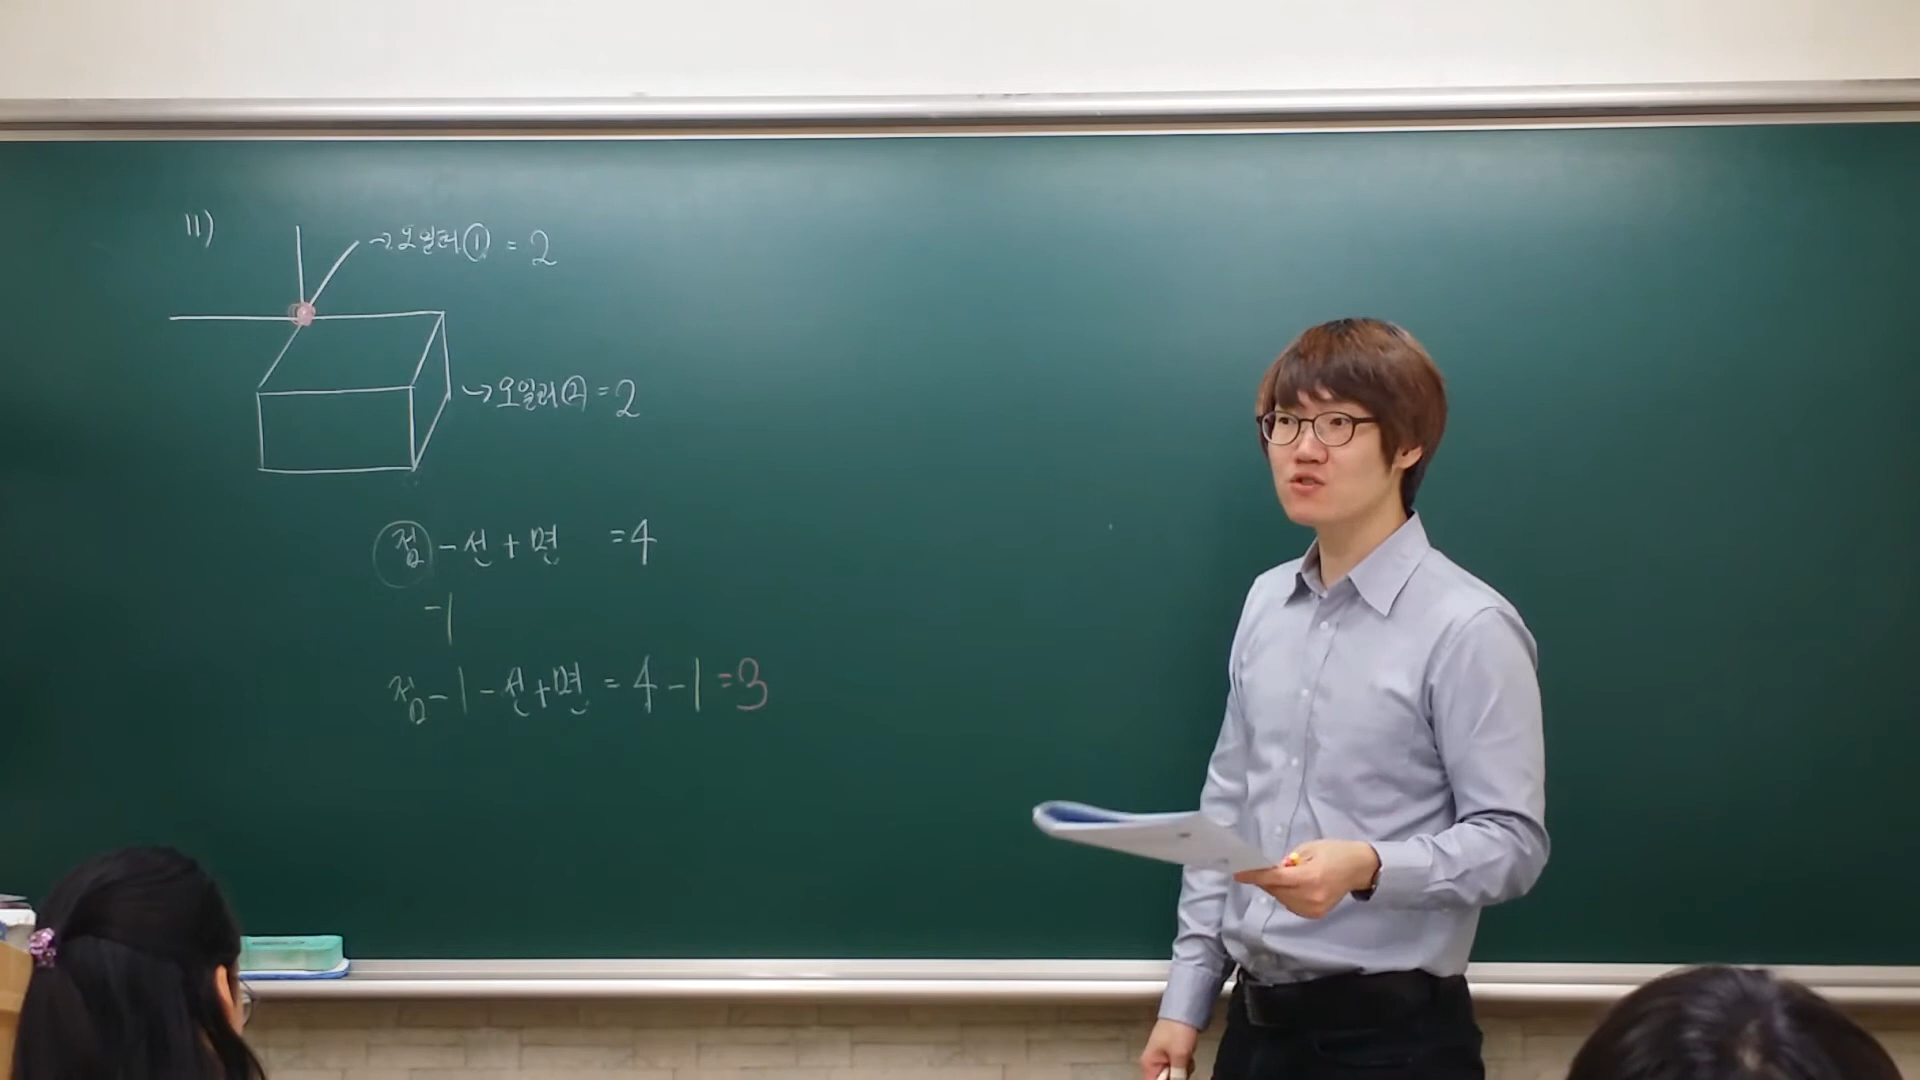 11)
→오일러① = 2
→오일러② = 2
점 - 선 + 면 = 4
-1
점 - 1 - 선 + 면 = 4 - 1 = 3